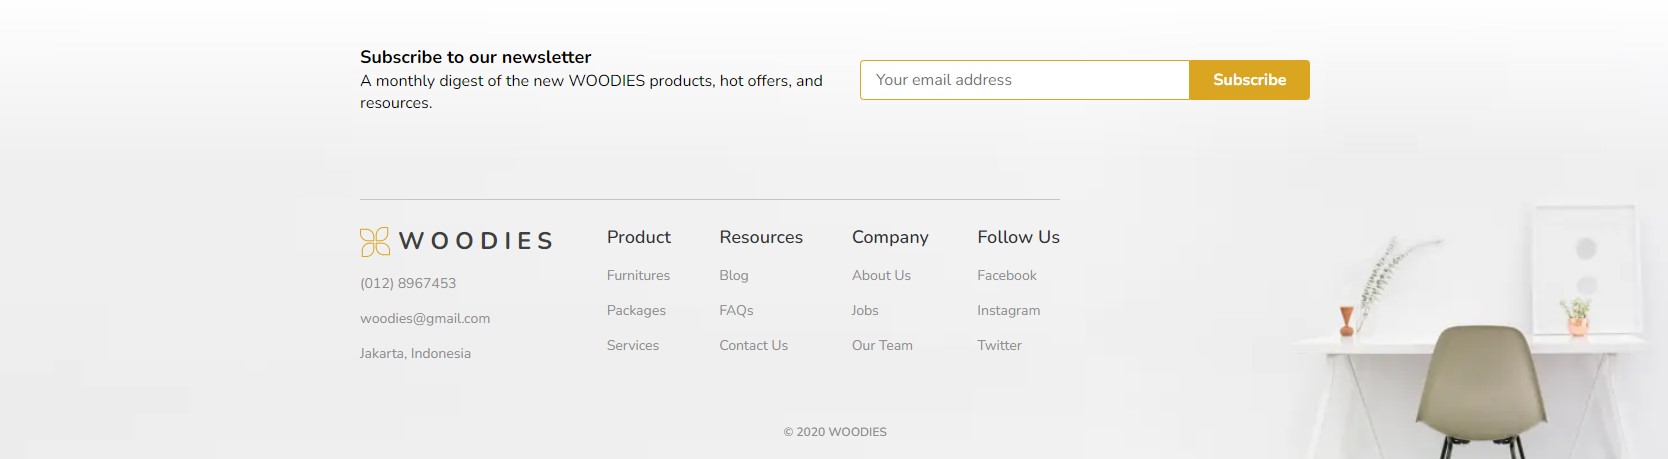 Subscribe to our newsletter
A monthly digest of the new WOODIES products, hot offers, and
resources.
Your email address
Subscribe
WOODIES
(012) 8967453
woodies@gmail.com
Jakarta, Indonesia
Product
Furnitures
Packages
Services
Resources
Blog
FAQs
Contact Us
Company
About Us
Jobs
Our Team
Follow Us
Facebook
Instagram
Twitter
© 2020 WOODIES